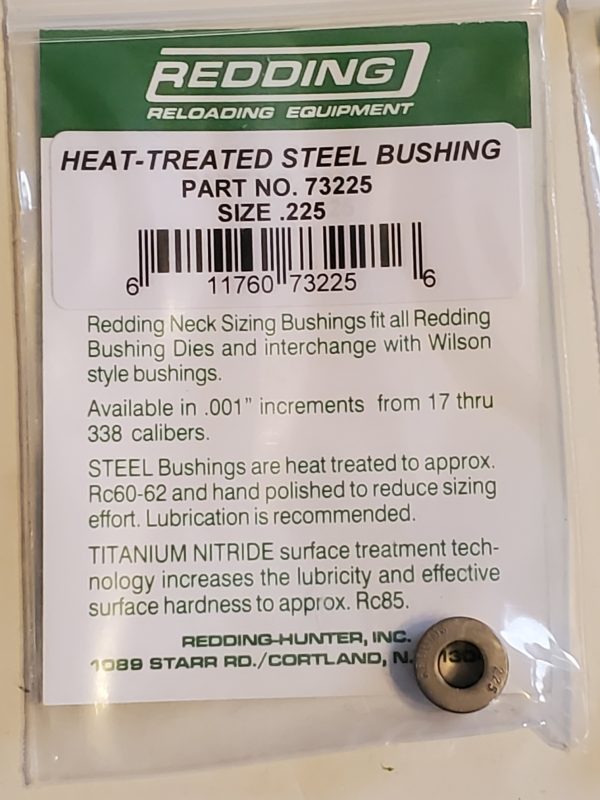 REDDING
RELOADING EQUIPMENT
HEAT-TREATED STEEL BUSHING
PART NO. 73225
SIZE .225
6 11760 73225 6
Redding Neck Sizing Bushings fit all Redding
Bushing Dies and interchange with Wilson
style bushings.
Available in .001" increments from 17 thru
338 calibers.
STEEL Bushings are heat treated to approx.
Rc60-62 and hand polished to reduce sizing
effort. Lubrication is recommended.
TITANIUM NITRIDE surface treatment tech-
nology increases the lubricity and effective
surface hardness to approx. Rc85.
REDDING-HUNTER, INC.
1089 STARR RD./CORTLAND, N.
225